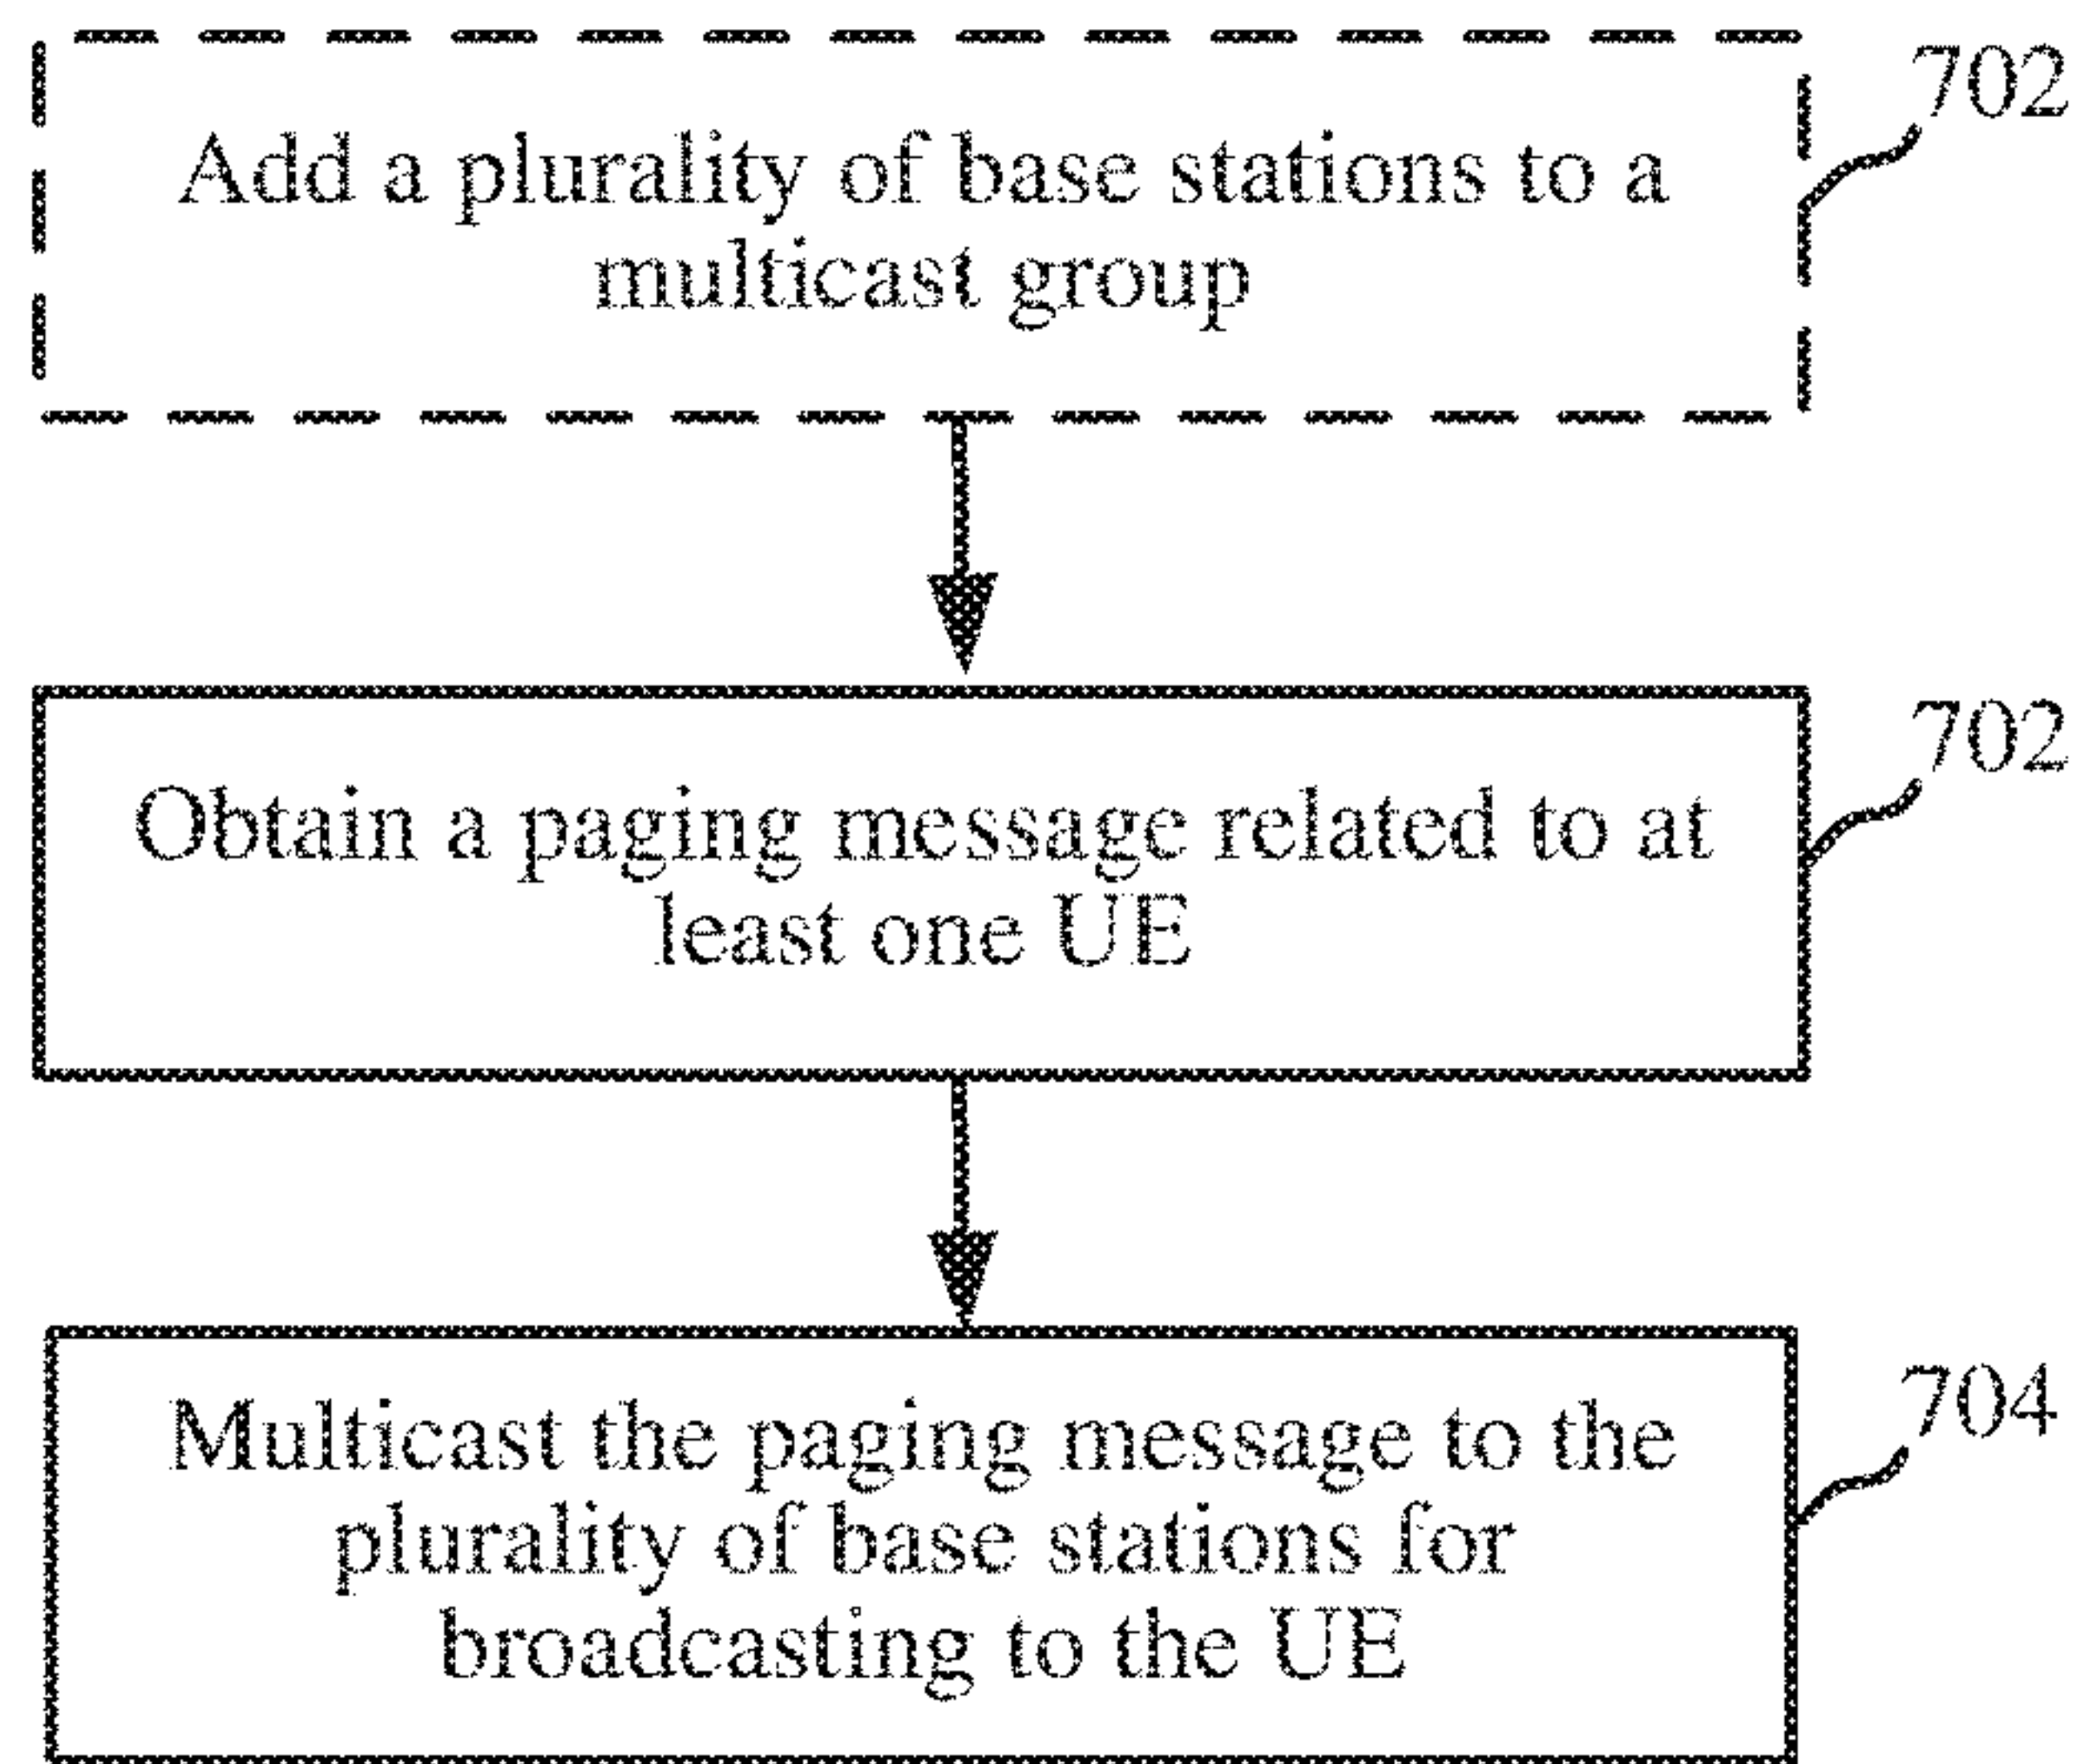 702
Add a plurality of base stations to a
multicast group
702
Obtain a paging message related to at
least one UE
704
Multicast the paging message to the
plurality of base stations for
broadcasting to the UE